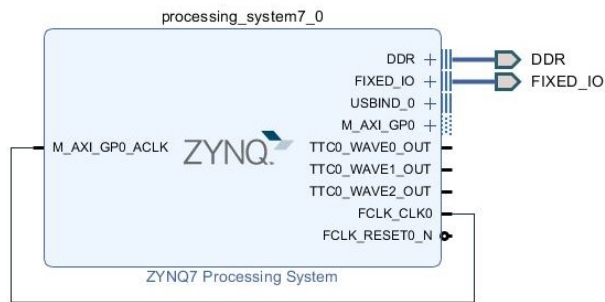 processing_system7_0
DDR
FIXED_IO
USBIND_0
M_AXI_GP0
M_AXI_GP0_ACLK
ZYNQ
TTC0_WAVE0_OUT
TTC0_WAVE1_OUT
TTC0_WAVE2_OUT
FCLK_CLK0
FCLK_RESET0_N
ZYNQ7 Processing System
DDR
FIXED_IO